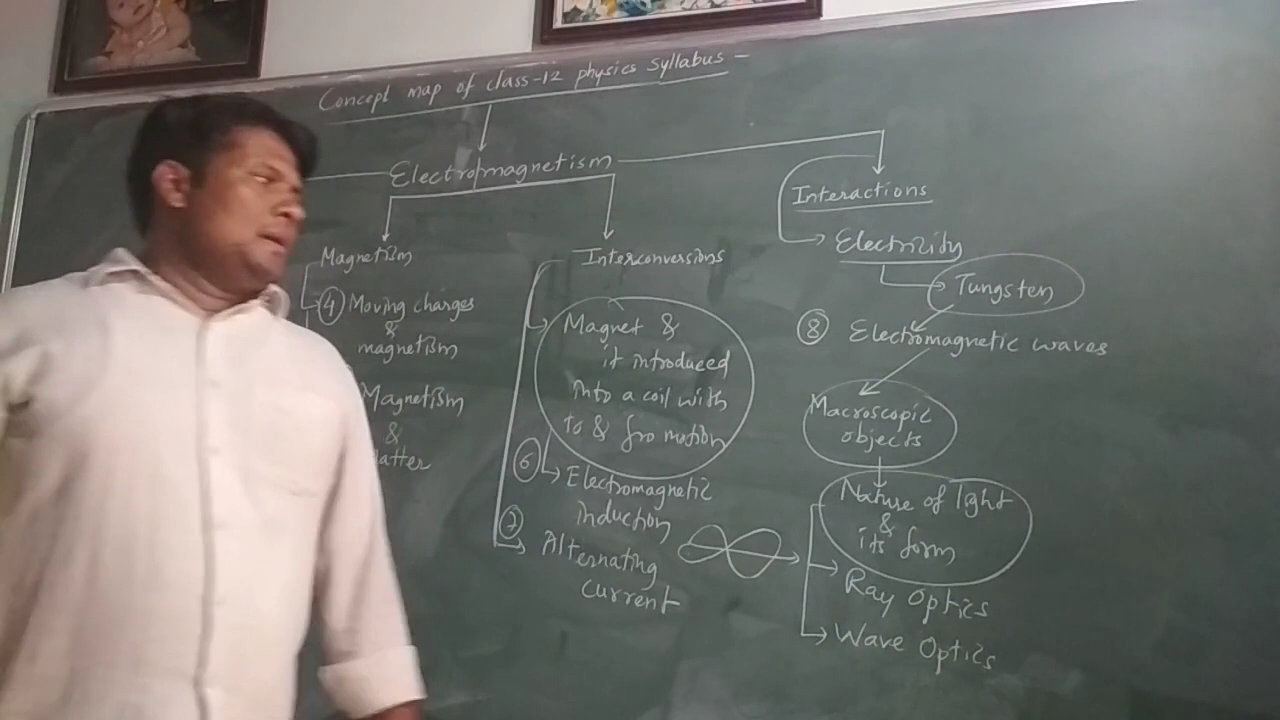 Concept map of class-12 physics syllabus -
Electromagnetism
Magnetism
④ Moving charges
&
magnetism
Magnetism
&
atter
Interconversions
Magnet &
it introduced
into a coil with
to & fro motion
⑥ Electromagnetic
induction
⑦ Alternating
current
Interactions
Electricity
Tungsten
⑧ Electromagnetic waves
Macroscopic
objects
Nature of light
&
its form
Ray Optics
Wave Optics